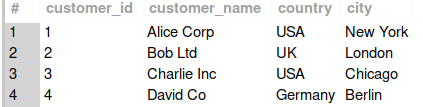 # customer_id customer_name country city
1 1 Alice Corp USA New York
2 2 Bob Ltd UK London
3 3 Charlie Inc USA Chicago
4 4 David Co Germany Berlin